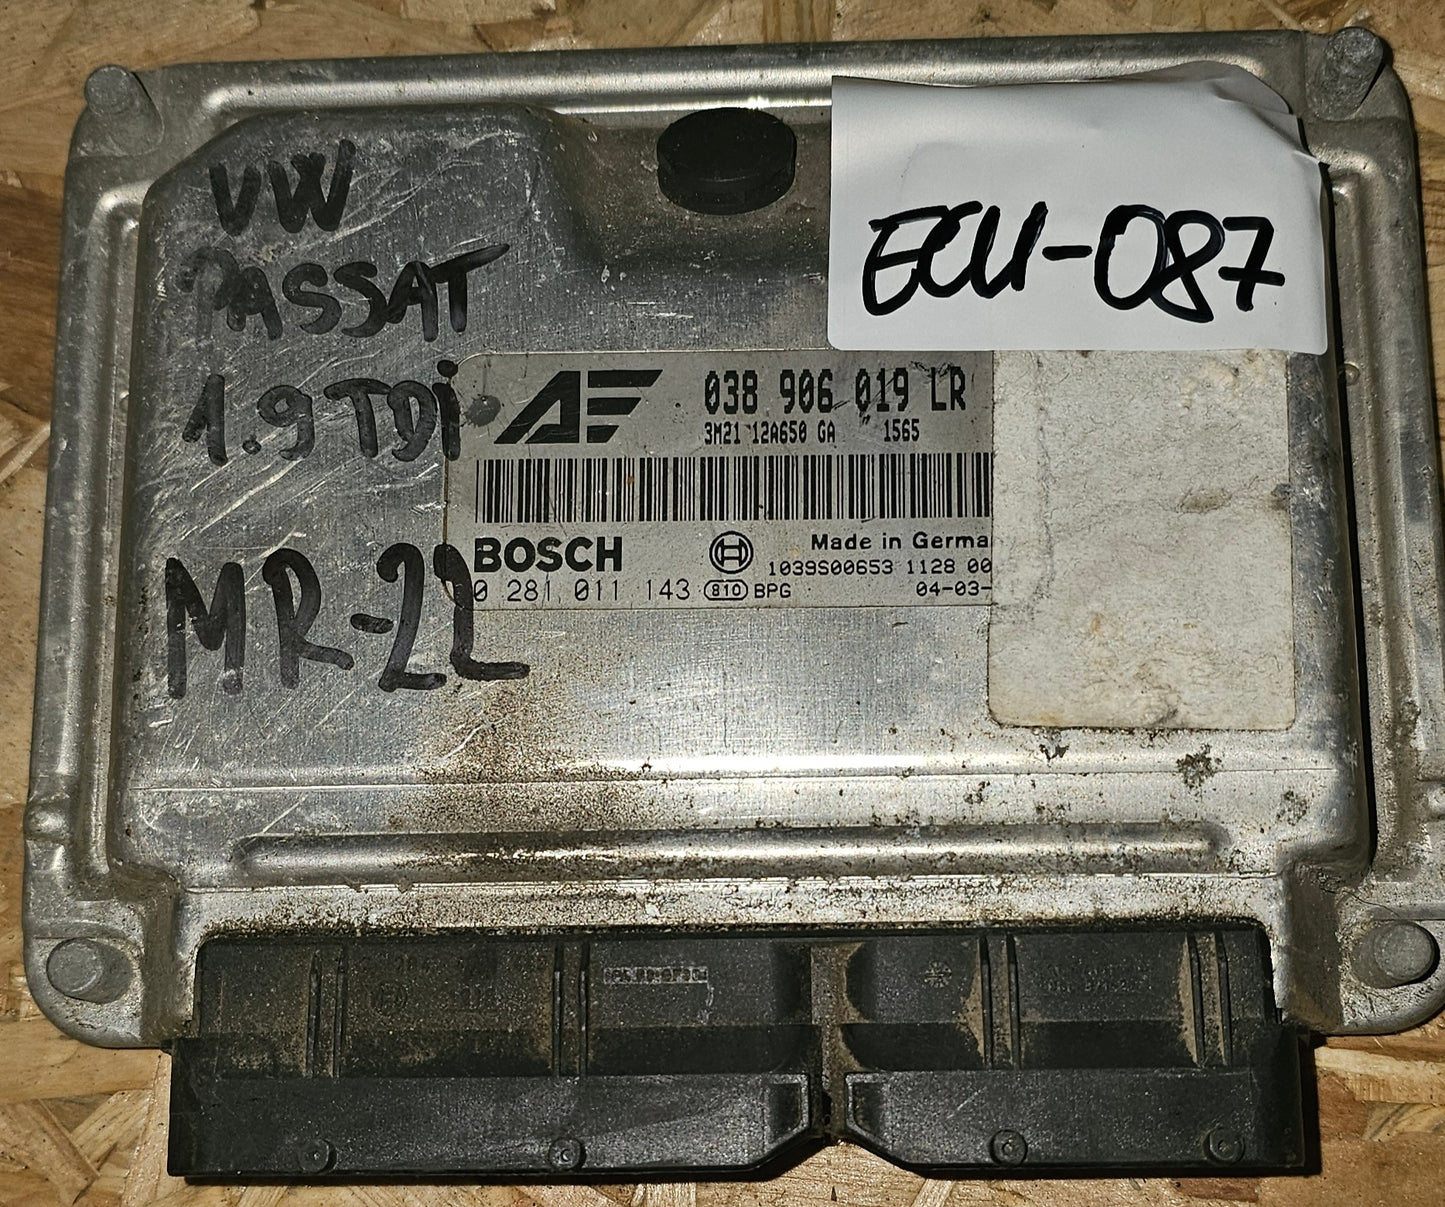 VW
PASSAT
1.9 TDi
MR-22
ECU-087
038 906 019 LR
3M21 12A650 GA 1565
BOSCH
Made in Germa
1039S00653 1128 00
0 281 011 143 810 BPG 04-03-